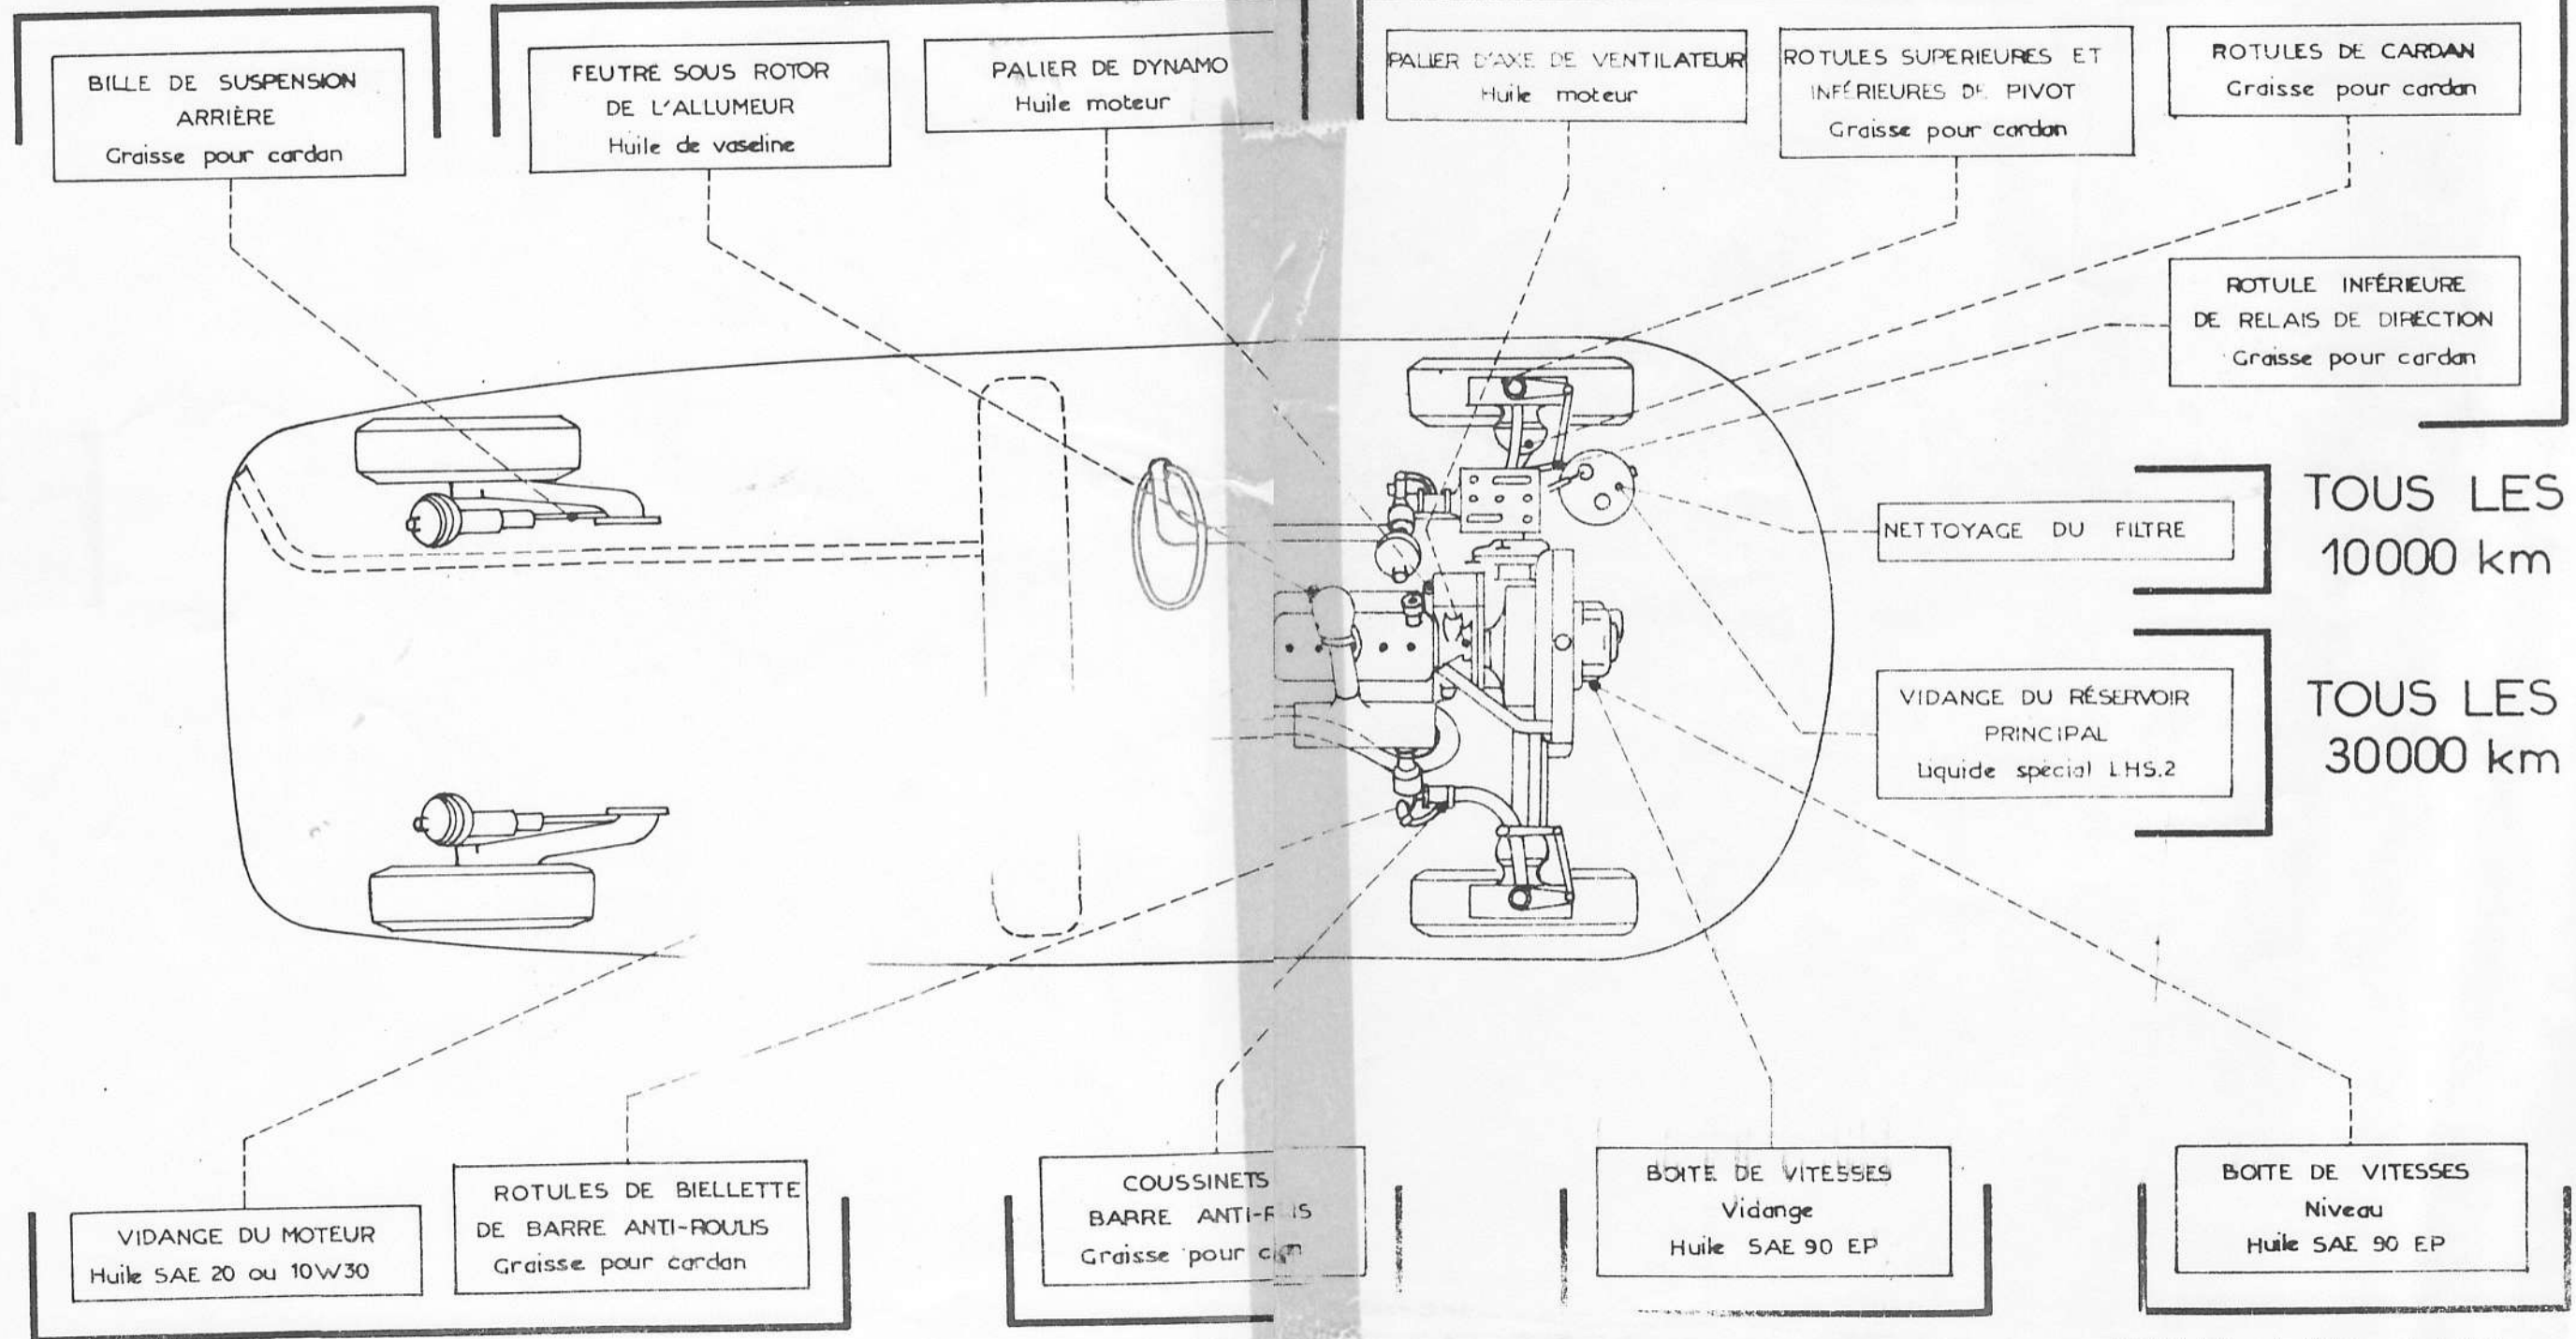 BILLE DE SUSPENSION
ARRIÈRE
Graisse pour cardan
FEUTRE SOUS ROTOR
DE L'ALLUMEUR
Huile de vaseline
PALIER DE DYNAMO
Huile moteur
PALIER D'AXE DE VENTILATEUR
Huile moteur
ROTULES SUPERIEURES ET
INFÉRIEURES DE PIVOT
Graisse pour cardan
ROTULES DE CARDAN
Graisse pour cardan
ROTULE INFÉRIEURE
DE RELAIS DE DIRECTION
Graisse pour cardan
NETTOYAGE DU FILTRE
TOUS LES
10000 km
VIDANGE DU RÉSERVOIR
PRINCIPAL
Liquide spécial LHS.2
TOUS LES
30000 km
VIDANGE DU MOTEUR
Huile SAE 20 ou 10W30
ROTULES DE BIELLETTE
DE BARRE ANTI-ROULIS
Graisse pour cardan
COUSSINETS
BARRE
Graisse pour
BOITE DE VITESSES
Vidange
Huile SAE 90 EP
BOITE DE VITESSES
Niveau
Huile SAE 90 EP